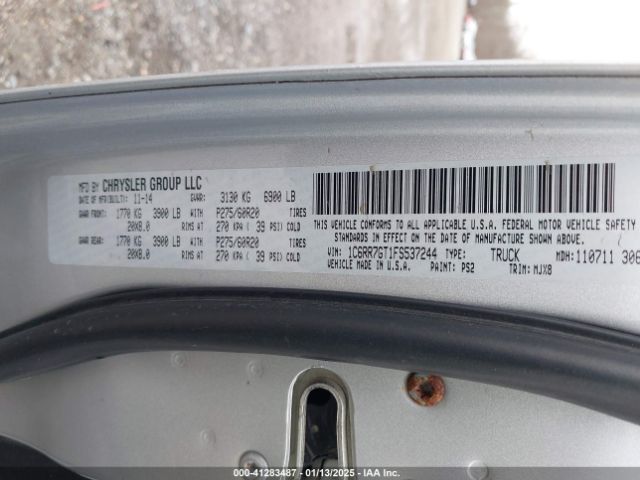 MFD BY CHRYSLER GROUP LLC
DATE OF MFR(BUILT): 11-14 GVWR: 3130 KG 6900 LB
GAWR FRONT: 1770 KG 3900 LB WITH P275/60R20 TIRES
20X8.0 RIMS AT 270 KPA ( 39 PSI) COLD
GAWR REAR: 1770 KG 3900 LB WITH P275/60R20 TIRES
20X8.0 RIMS AT 270 KPA ( 39 PSI) COLD
THIS VEHICLE CONFORMS TO ALL APPLICABLE U.S.A. FEDERAL MOTOR VEHICLE SAFETY
STANDARDS IN EFFECT ON THE DATE OF MANUFACTURE SHOWN ABOVE.
VIN: 1C6RR7GT1FS537244 TYPE: TRUCK MDH: 110711 306
VEHICLE MADE IN U.S.A. PAINT: PS2 TRIM: MJX8
000-41283487 - 01/13/2025 - IAA Inc.